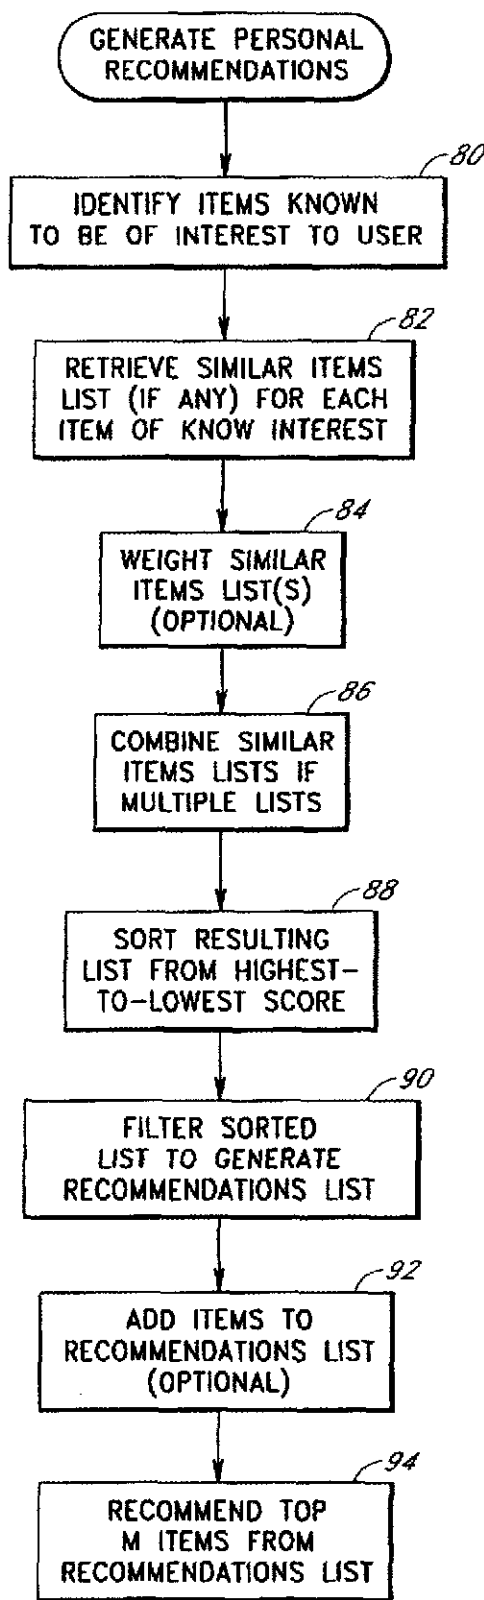 GENERATE PERSONAL
RECOMMENDATIONS
80
IDENTIFY ITEMS KNOWN
TO BE OF INTEREST TO USER
82
RETRIEVE SIMILAR ITEMS
LIST (IF ANY) FOR EACH
ITEM OF KNOW INTEREST
84
WEIGHT SIMILAR
ITEMS LIST(S)
(OPTIONAL)
86
COMBINE SIMILAR
ITEMS LISTS IF
MULTIPLE LISTS
88
SORT RESULTING
LIST FROM HIGHEST-
TO-LOWEST SCORE
90
FILTER SORTED
LIST TO GENERATE
RECOMMENDATIONS LIST
92
ADD ITEMS TO
RECOMMENDATIONS LIST
(OPTIONAL)
94
RECOMMEND TOP
M ITEMS FROM
RECOMMENDATIONS LIST